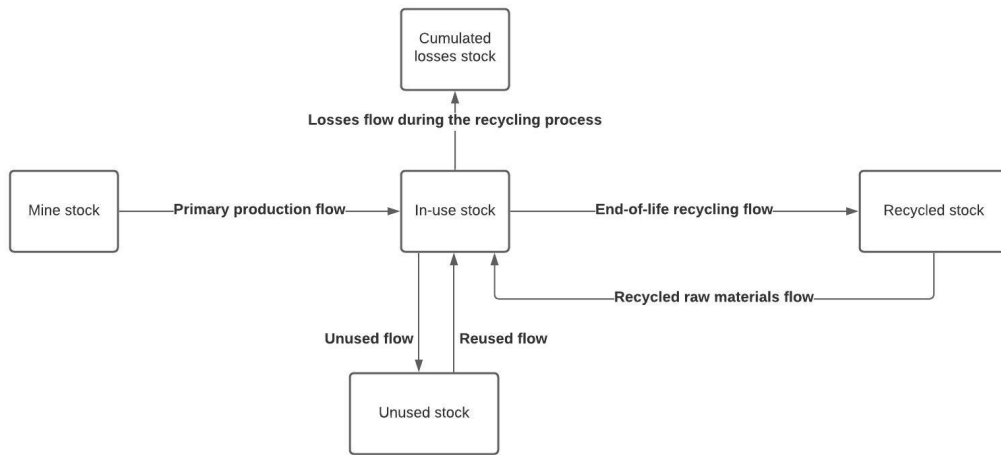 Cumulated
losses stock
Losses flow during the recycling process
Mine stock
Primary production flow
In-use stock
End-of-life recycling flow
Recycled stock
Recycled raw materials flow
Unused flow
Reused flow
Unused stock